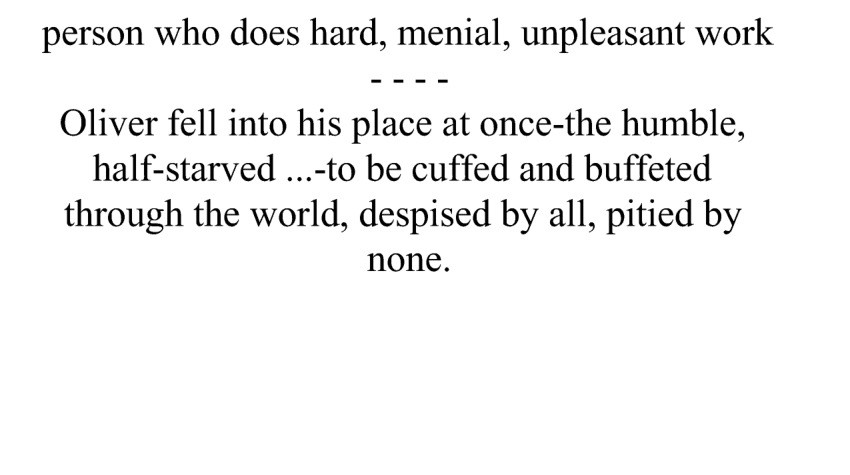 person who does hard, menial, unpleasant work
- - - -
Oliver fell into his place at once-the humble,
half-starved ...-to be cuffed and buffeted
through the world, despised by all, pitied by
none.